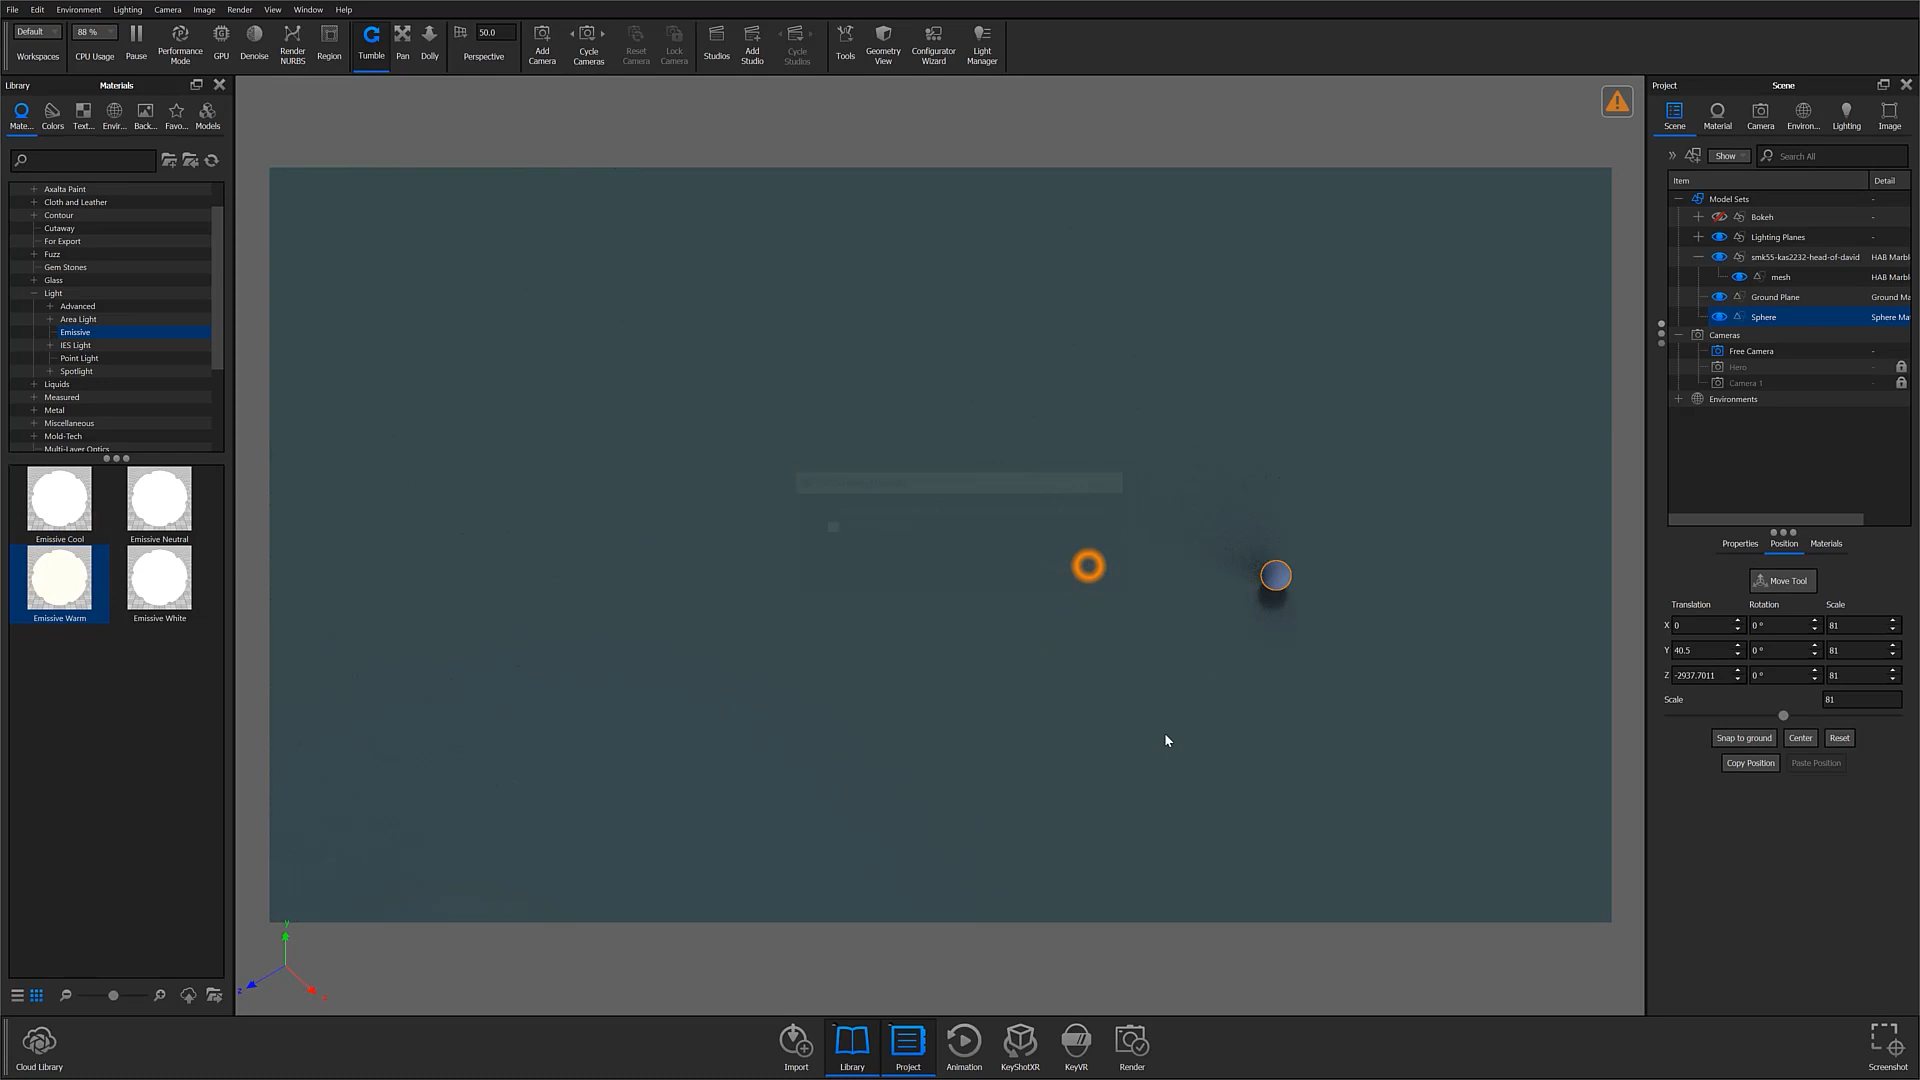 File Edit Environment Lighting Camera Image Render View Window Help
Default 88 % 50.0
Workspaces CPU Usage Pause Performance Mode GPU Denoise Render NURBS Region Tumble Pan Dolly Perspective Add Camera Cycle Cameras Reset Camera Lock Camera Studios Add Studio Cycle Studios Tools Geometry View Configurator Wizard Light Manager
Library Materials
Mate... Colors Text... Envir... Back... Favo... Models
Axalta Paint
Cloth and Leather
Contour
Cutaway
For Export
Fuzz
Gem Stones
Glass
Light
Advanced
Area Light
Emissive
IES Light
Point Light
Spotlight
Liquids
Measured
Metal
Miscellaneous
Mold-Tech
Multi-Layer Optics
Emissive Cool Emissive Neutral
Emissive Warm Emissive White
y
z x
Project Scene
Scene Material Camera Environ... Lighting Image
Show Search All
Item Detail
Model Sets -
Bokeh -
Lighting Planes -
smk55-kas2232-head-of-david HAB Marbl
mesh HAB Marbl
Ground Plane Ground Ma
Sphere Sphere Ma
Cameras
Free Camera -
Hero -
Camera 1 -
Environments
Properties Position Materials
Move Tool
Translation Rotation Scale
X 0 0 ° 81
Y 40.5 0 ° 81
Z -2937.7011 0 ° 81
Scale 81
Snap to ground Center Reset
Copy Position Paste Position
Cloud Library Import Library Project Animation KeyShotXR KeyVR Render Screenshot